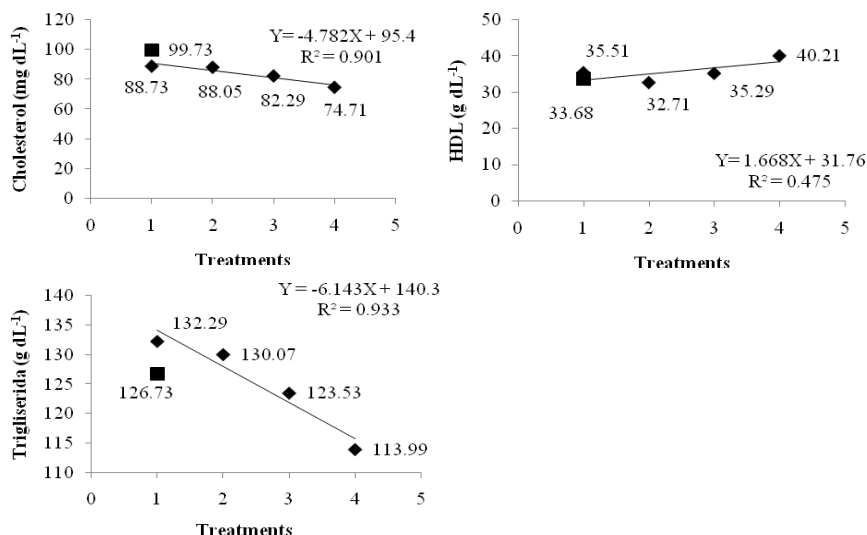 Cholesterol (mg dL-1)
120
100
80
60
40
20
0
99.73
88.73
88.05
82.29
74.71
Y= -4.782X + 95.4
R² = 0.901
0 1 2 3 4 5
Treatments
HDL (g dL-1)
50
40
30
20
10
0
35.51
33.68
32.71
35.29
40.21
Y=1.668X + 31.76
R² = 0.475
0 1 2 3 4 5
Treatments
Trigliserida (g dL-1)
140
135
130
125
120
115
110
Y = -6.143X + 140.3
R² = 0.933
132.29
130.07
126.73
123.53
113.99
0 1 2 3 4 5
Treatments